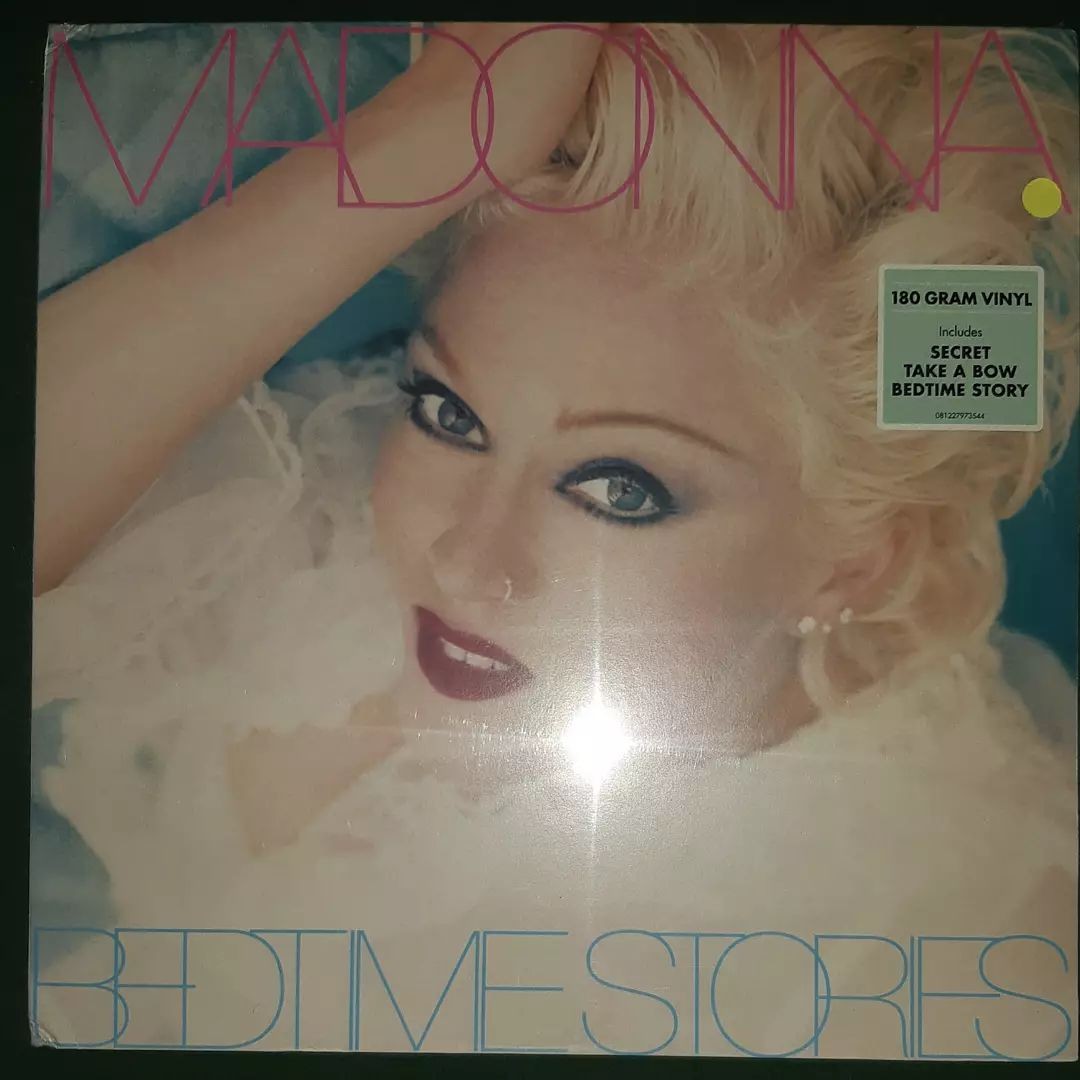 MADONNA
180 GRAM VINYL
Includes
SECRET
TAKE A BOW
BEDTIME STORY
081227973544
BEDTIME STORIES